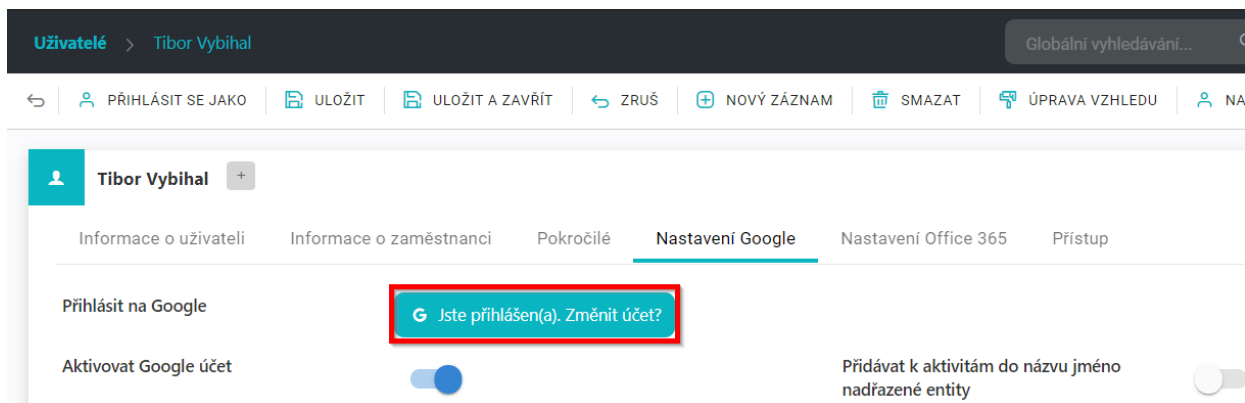 Uživatelé > Tibor Vybihal Globální vyhledávání...
PŘIHLÁSIT SE JAKO ULOŽIT ULOŽIT A ZAVŘÍT ZRUŠ NOVÝ ZÁZNAM SMAZAT ÚPRAVA VZHLEDU NA
Tibor Vybihal +
Informace o uživateli Informace o zaměstnanci Pokročilé Nastavení Google Nastavení Office 365 Přístup
Přihlásit na Google G Jste přihlášen(a). Změnit účet?
Aktivovat Google účet Přidávat k aktivitám do názvu jméno
nadřazené entity